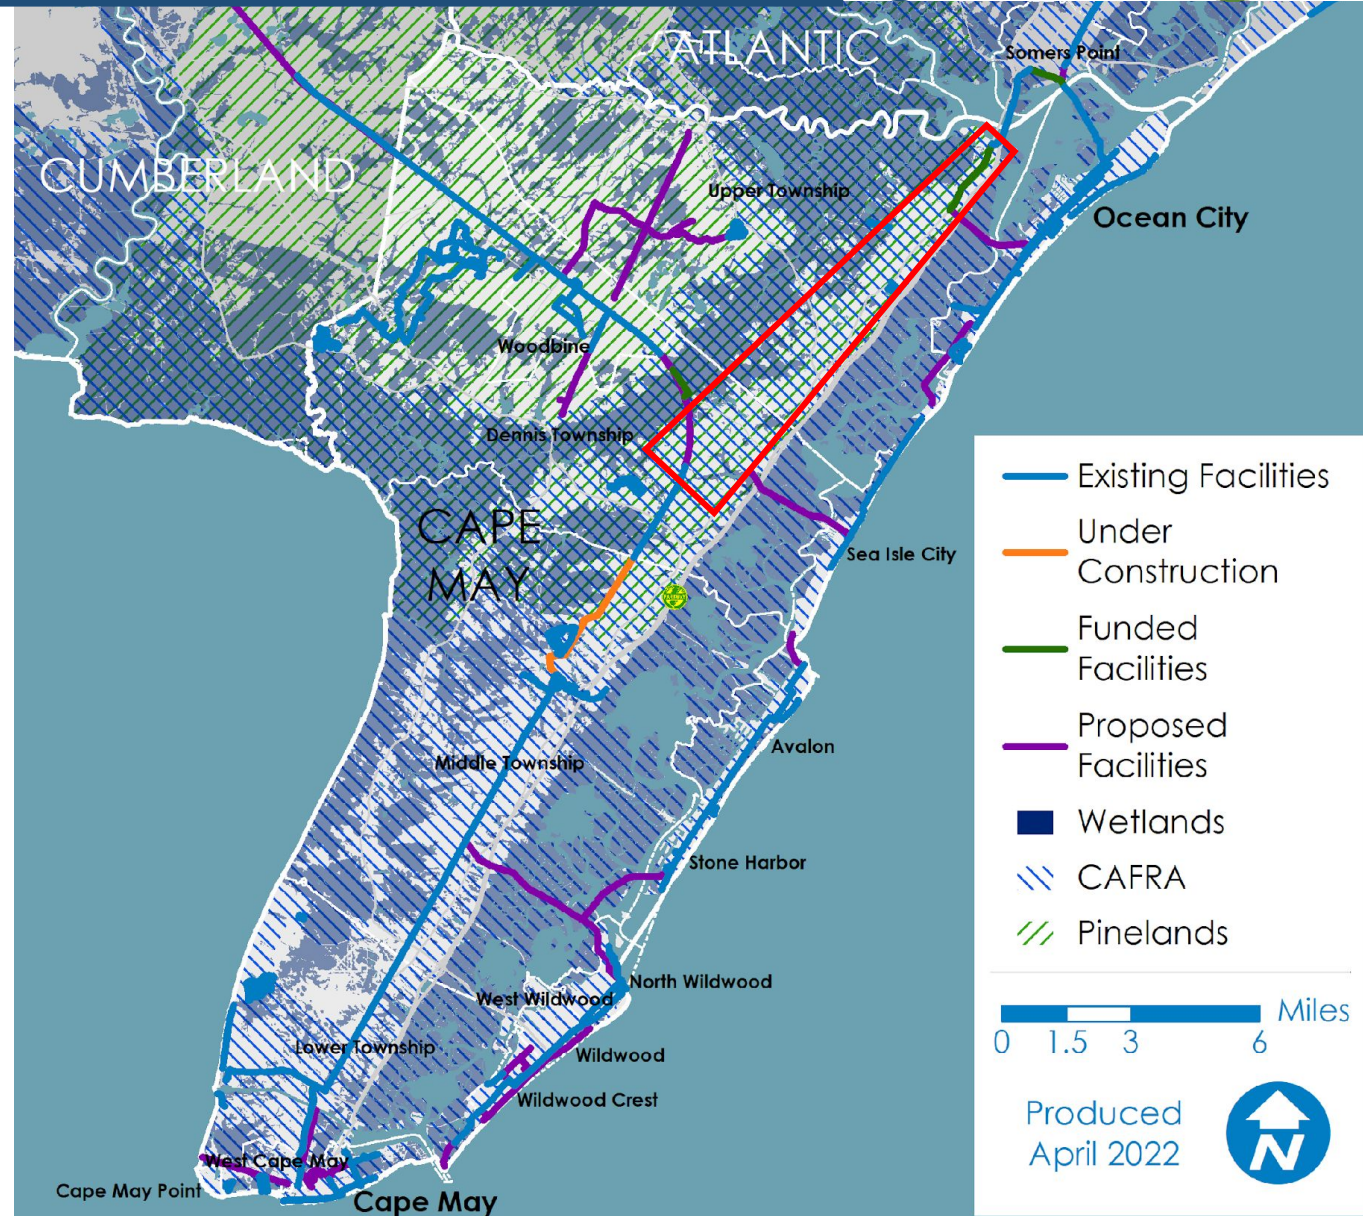 ATLANTIC
Somers Point
CUMBERLAND
Upper Township
Ocean City
Woodbine
Dennis Township
CAPE
MAY
Sea Isle City
Avalon
Middle Township
Stone Harbor
North Wildwood
West Wildwood
Lower Township
Wildwood
Wildwood Crest
West Cape May
Cape May Point
Cape May
Existing Facilities
Under
Construction
Funded
Facilities
Proposed
Facilities
Wetlands
CAFRA
Pinelands
Miles
0 1.5 3 6
Produced
April 2022
N